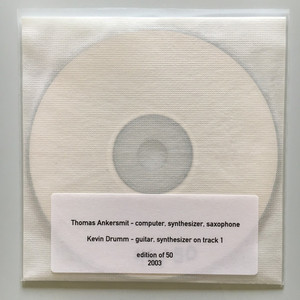 Thomas Ankersmit - computer, synthesizer, saxophone
Kevin Drumm - guitar, synthesizer on track 1
edition of 50
2003